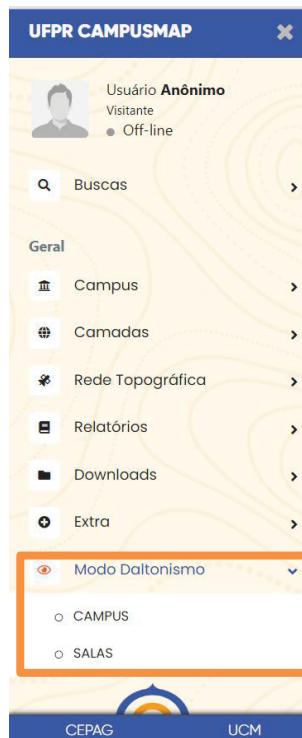 UFPR CAMPUSMAP
Usuário Anônimo
Visitante
Off-line
Buscas
Geral
Campus
Camadas
Rede Topográfica
Relatórios
Downloads
Extra
Modo Daltonismo
CAMPUS
SALAS
CEPAG UCM